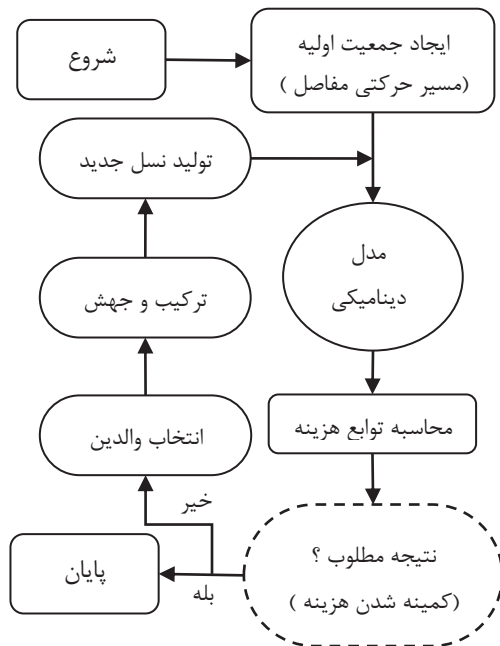 شروع
ایجاد جمعیت اولیه
(مسیر حرکتی مفاصل )
تولید نسل جدید
مدل
دینامیکی
ترکیب و جهش
محاسبه توابع هزینه
انتخاب والدین
خیر
نتیجه مطلوب ؟
(کمینه شدن هزینه )
بله
پایان